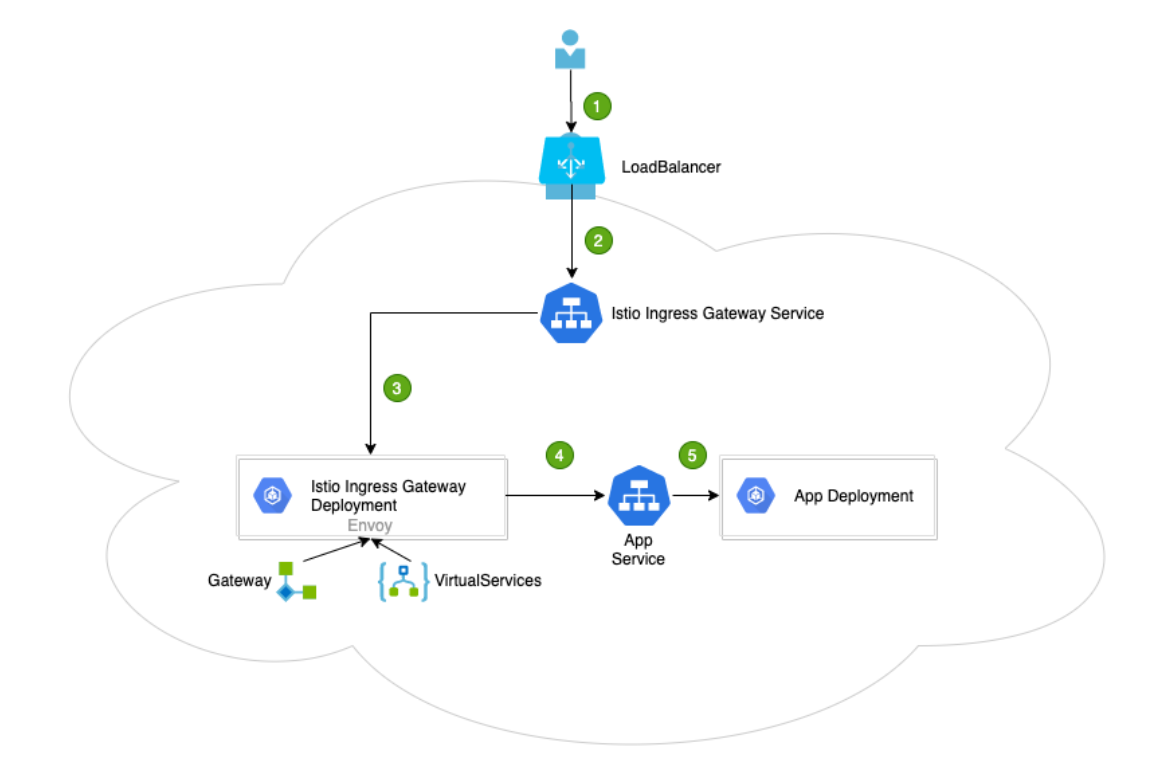 1
LoadBalancer
2
Istio Ingress Gateway Service
3
4
5
Istio Ingress Gateway
Deployment
Envoy
App Deployment
App
Service
Gateway
VirtualServices